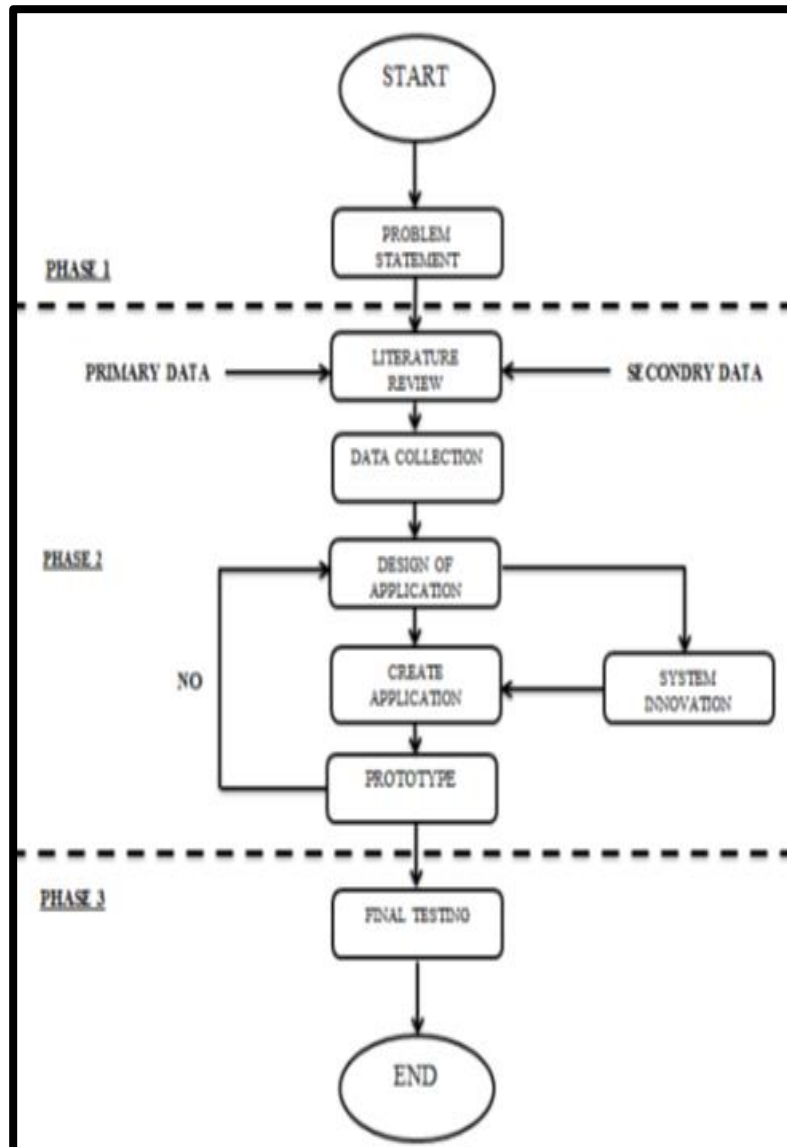 START
PROBLEM
STATEMENT
PHASE 1
LITERATURE
REVIEW
PRIMARY DATA
SECONDRY DATA
DATA COLLECTION
PHASE 2
DESIGN OF
APPLICATION
NO
CREATE
APPLICATION
SYSTEM
INNOVATION
PROTOTYPE
PHASE 3
FINAL TESTING
END